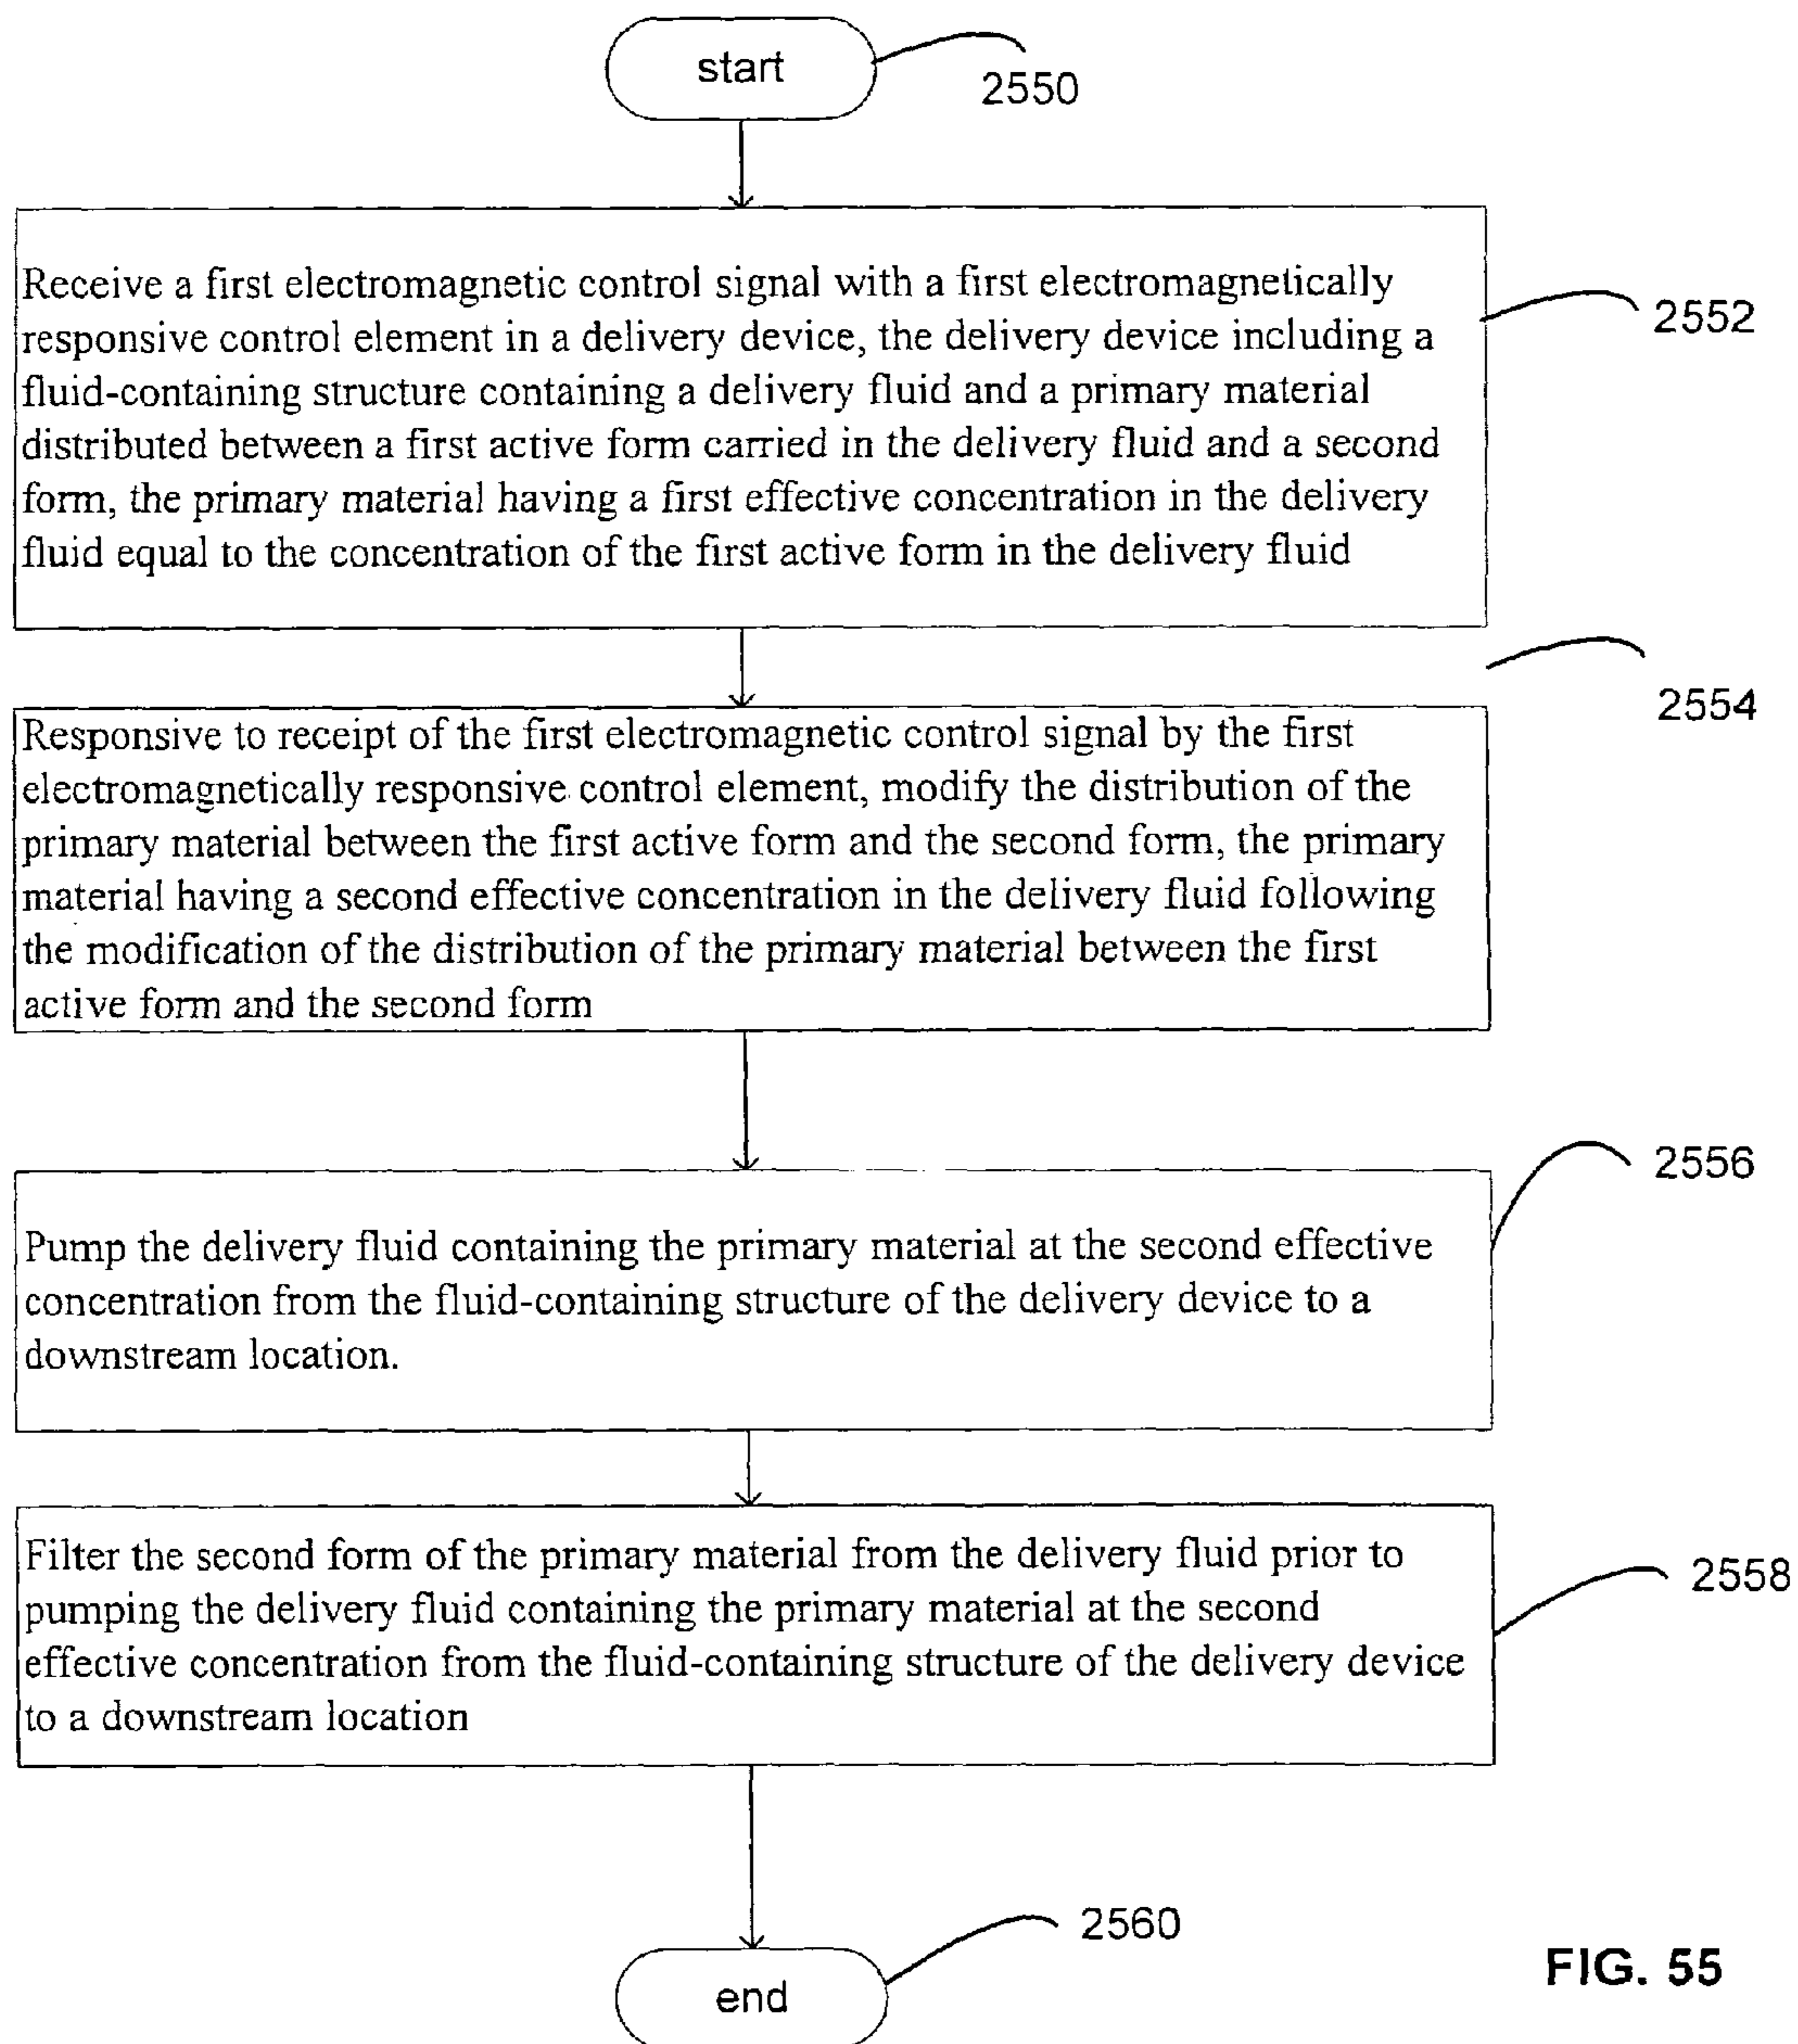 start
2550
Receive a first electromagnetic control signal with a first electromagnetically
responsive control element in a delivery device, the delivery device including a
fluid-containing structure containing a delivery fluid and a primary material
distributed between a first active form carried in the delivery fluid and a second
form, the primary material having a first effective concentration in the delivery
fluid equal to the concentration of the first active form in the delivery fluid
2552
2554
Responsive to receipt of the first electromagnetic control signal by the first
electromagnetically responsive control element, modify the distribution of the
primary material between the first active form and the second form, the primary
material having a second effective concentration in the delivery fluid following
the modification of the distribution of the primary material between the first
active form and the second form
2556
Pump the delivery fluid containing the primary material at the second effective
concentration from the fluid-containing structure of the delivery device to a
downstream location.
Filter the second form of the primary material from the delivery fluid prior to
pumping the delivery fluid containing the primary material at the second
effective concentration from the fluid-containing structure of the delivery device
to a downstream location
2558
2560
end
FIG. 55